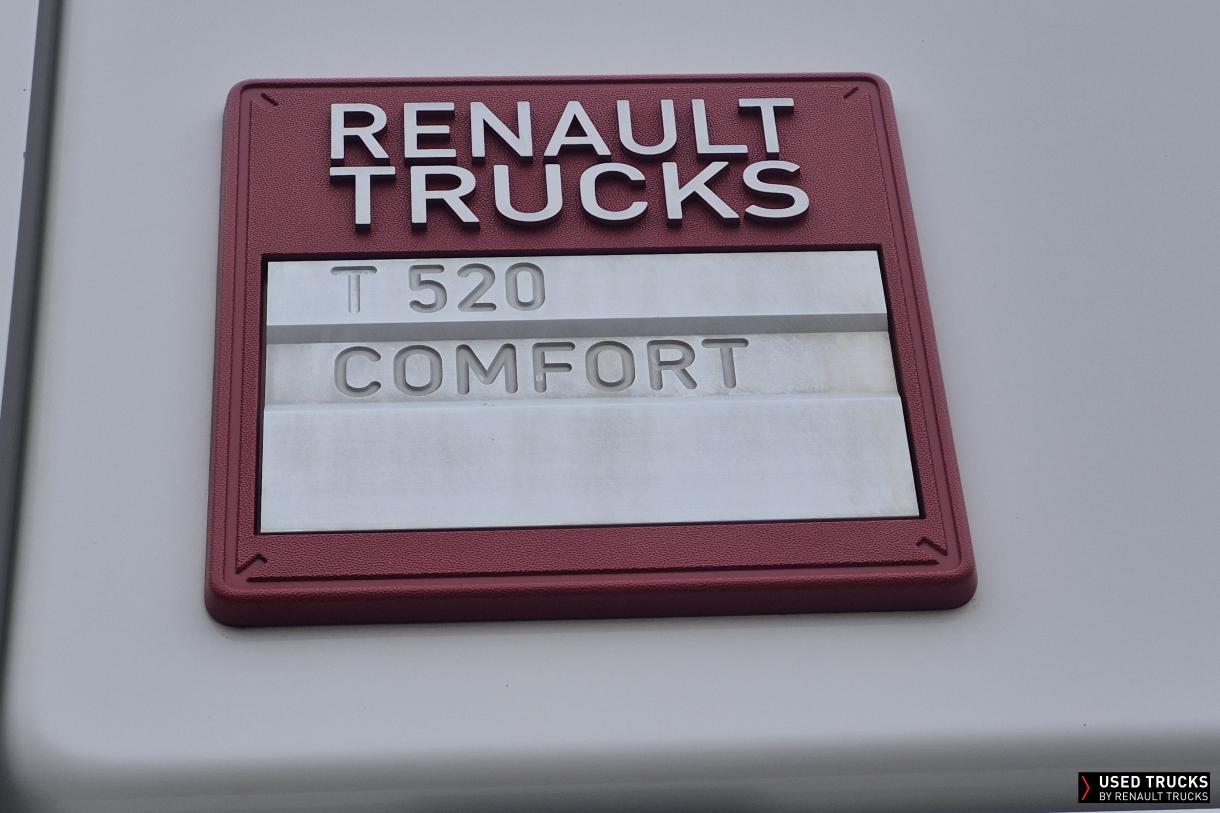 RENAULT
TRUCKS
T 520
COMFORT
USED TRUCKS
BY RENAULT TRUCKS